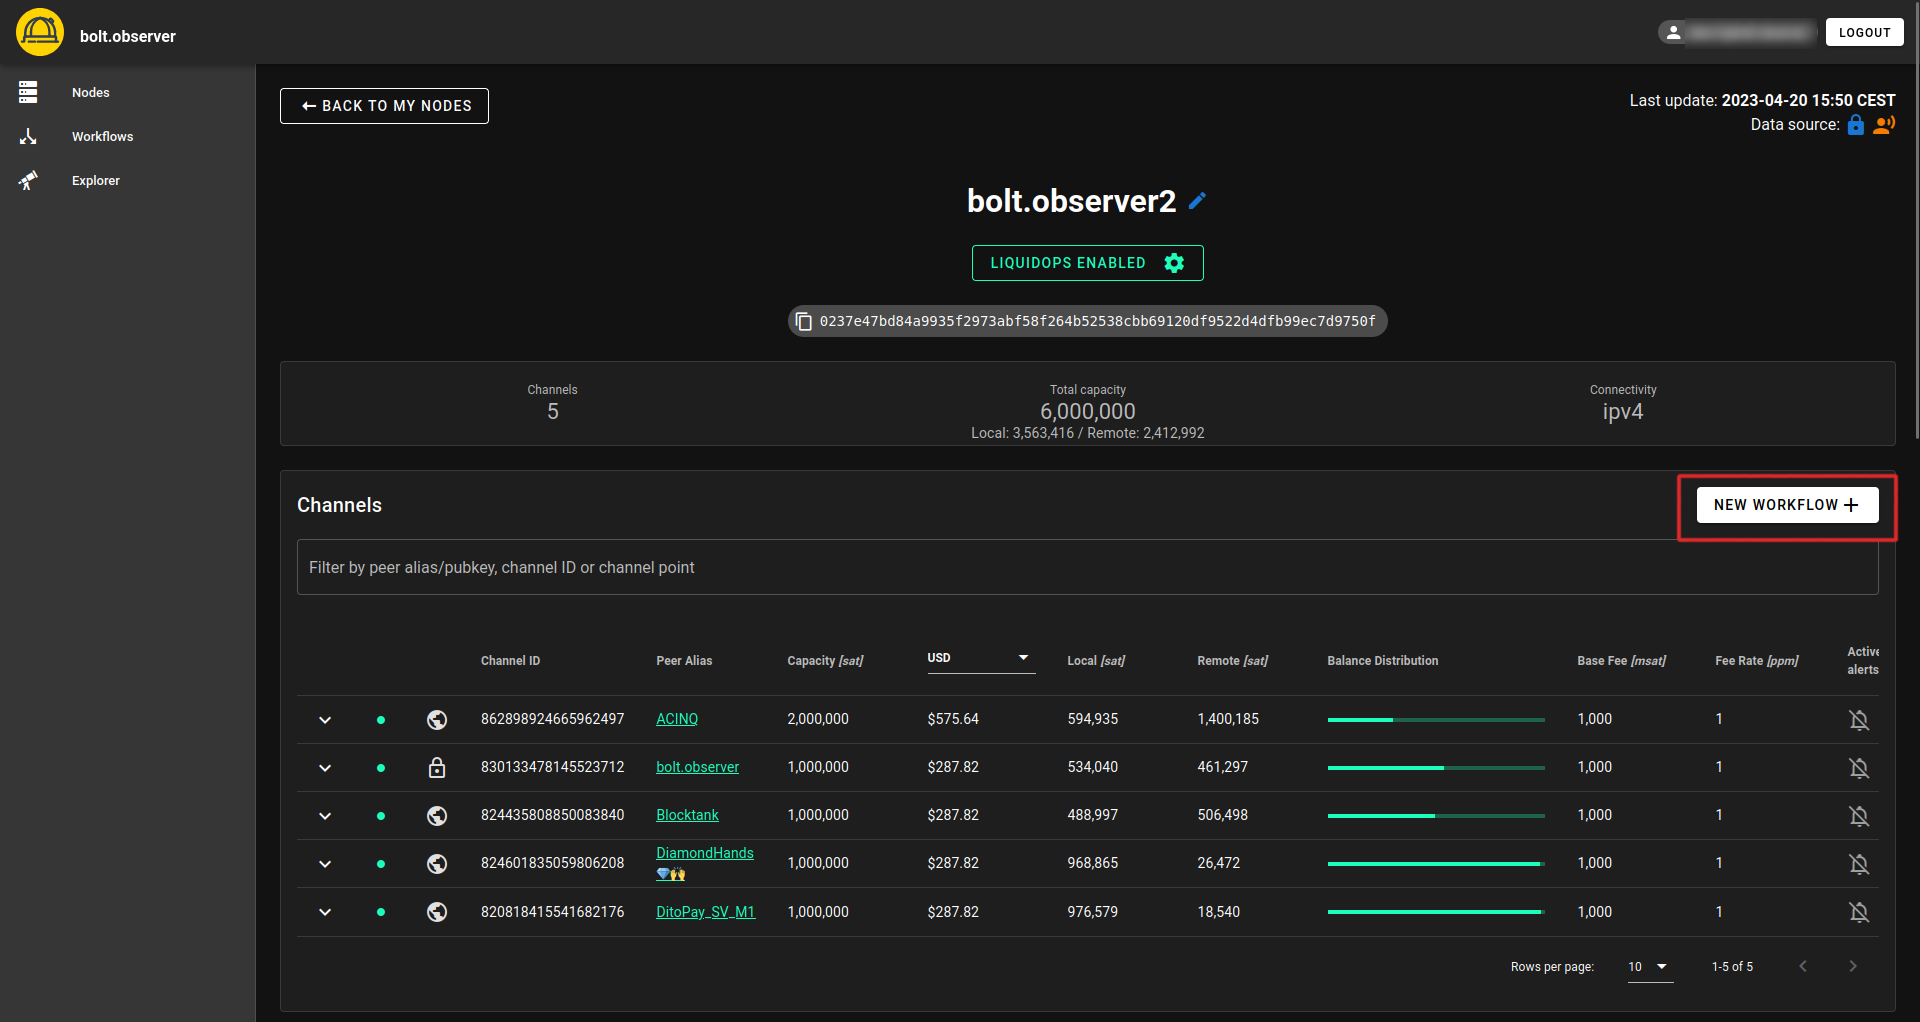 bolt.observer
LOGOUT
Nodes
Workflows
Explorer
← BACK TO MY NODES
Last update: 2023-04-20 15:50 CEST
Data source:
bolt.observer2
LIQUIDOPS ENABLED
0237e47bd84a9935f2973abf58f264b52538cbb69120df9522d4dfb99ec7d9750f
Channels
5
Total capacity
6,000,000
Local: 3,563,416 / Remote: 2,412,992
Connectivity
ipv4
Channels
NEW WORKFLOW +
Filter by peer alias/pubkey, channel ID or channel point
Channel ID Peer Alias Capacity [sat] USD Local [sat] Remote [sat] Balance Distribution Base Fee [msat] Fee Rate [ppm] Active alerts
862898924665962497 ACINQ 2,000,000 $575.64 594,935 1,400,185 1,000 1
830133478145523712 bolt.observer 1,000,000 $287.82 534,040 461,297 1,000 1
824435808850083840 Blocktank 1,000,000 $287.82 488,997 506,498 1,000 1
824601835059806208 DiamondHands 💎🙌 1,000,000 $287.82 968,865 26,472 1,000 1
820818415541682176 DitoPay_SV_M1 1,000,000 $287.82 976,579 18,540 1,000 1
Rows per page: 10 1-5 of 5